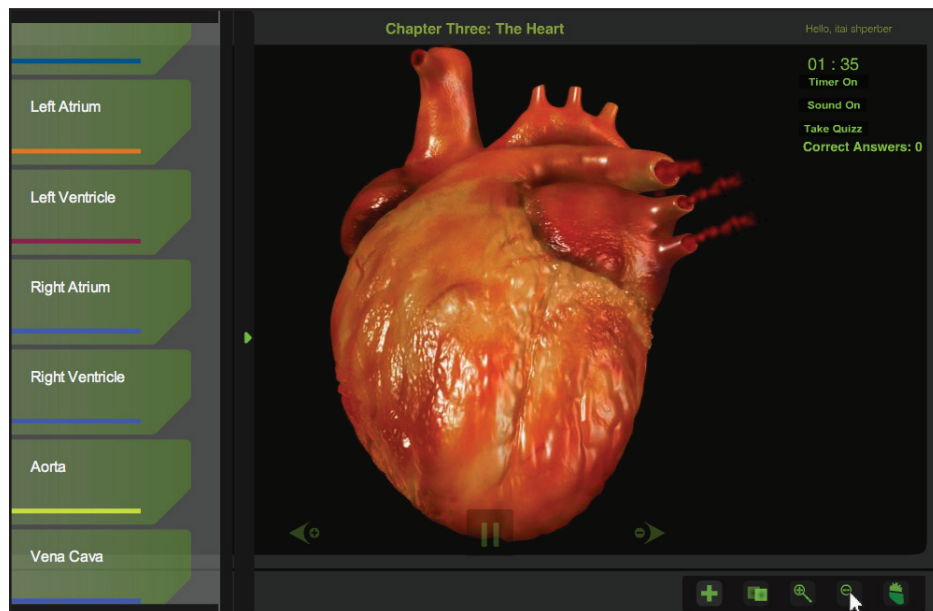 Chapter Three: The Heart
Hello, itai shperber
01 : 35
Timer On
Sound On
Take Quizz
Correct Answers: 0
Left Atrium
Left Ventricle
Right Atrium
Right Ventricle
Aorta
Vena Cava